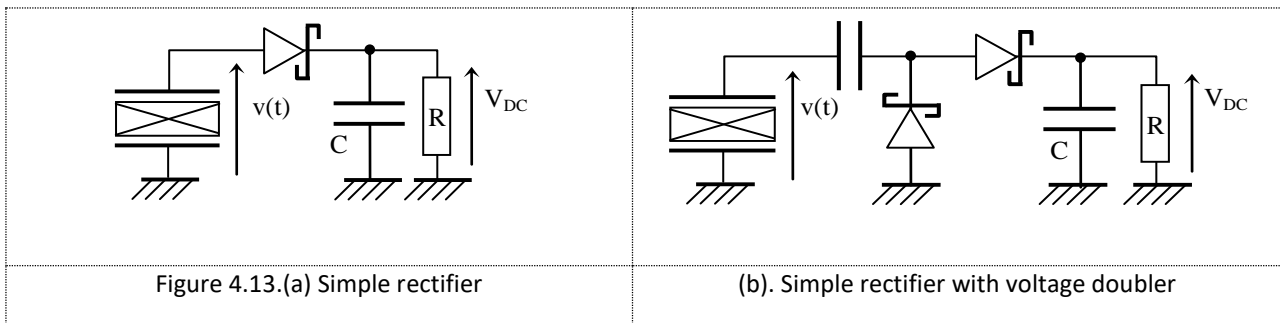 v(t)
C
R
V_DC
v(t)
C
R
V_DC
Figure 4.13.(a) Simple rectifier
(b). Simple rectifier with voltage doubler